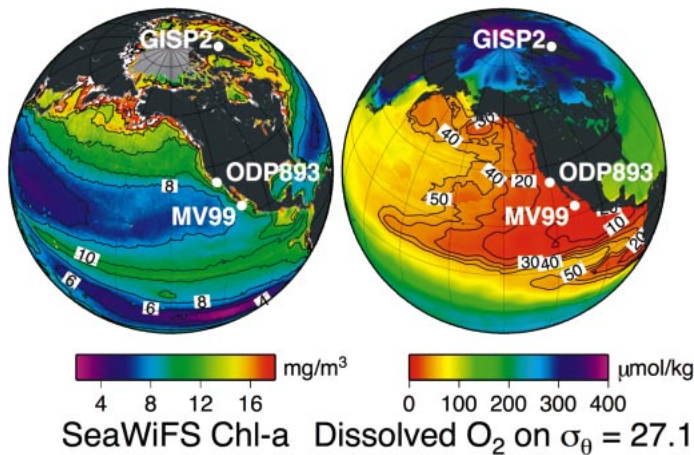 GISP2
GISP2
30
40
40
ODP893
ODP893
8
20
50
MV99
MV99
20
10
20
10
30
40
50
6
6
8
4
mg/m³
µmol/kg
4 8 12 16
0 100 200 300 400
SeaWiFS Chl-a
Dissolved O₂ on σθ = 27.1